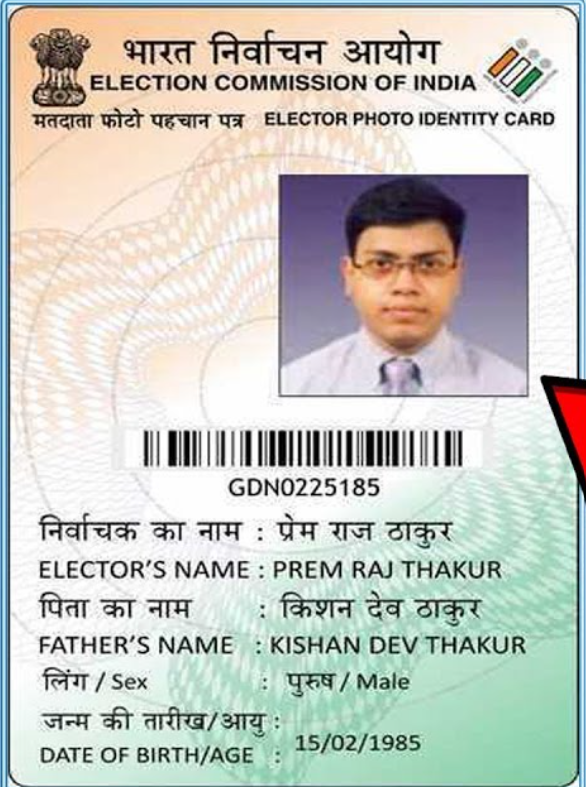 भारत निर्वाचन आयोग
ELECTION COMMISSION OF INDIA
मतदाता फोटो पहचान पत्र ELECTOR PHOTO IDENTITY CARD
GDN0225185
निर्वाचक का नाम : प्रेम राज ठाकुर
ELECTOR'S NAME : PREM RAJ THAKUR
पिता का नाम : किशन देव ठाकुर
FATHER'S NAME : KISHAN DEV THAKUR
लिंग / Sex : पुरुष / Male
जन्म की तारीख/आयु :
DATE OF BIRTH/AGE : 15/02/1985